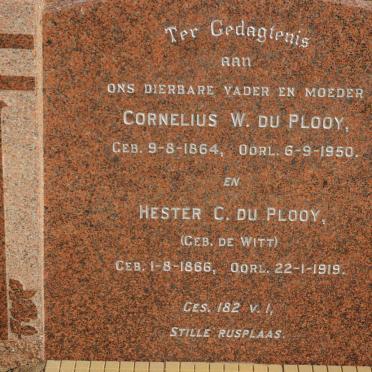 Ter Gedagtenis
aan
ONS DIERBARE VADER EN MOEDER
CORNELIUS W. DU PLOOY,
GEB. 9-8-1864, OORL. 6-9-1950.
EN
HESTER C. DU PLOOY,
(GEB. DE WITT)
GEB. 1-8-1866, OORL. 22-1-1919.
GES. 182 V. 1,
STILLE RUSPLAAS.